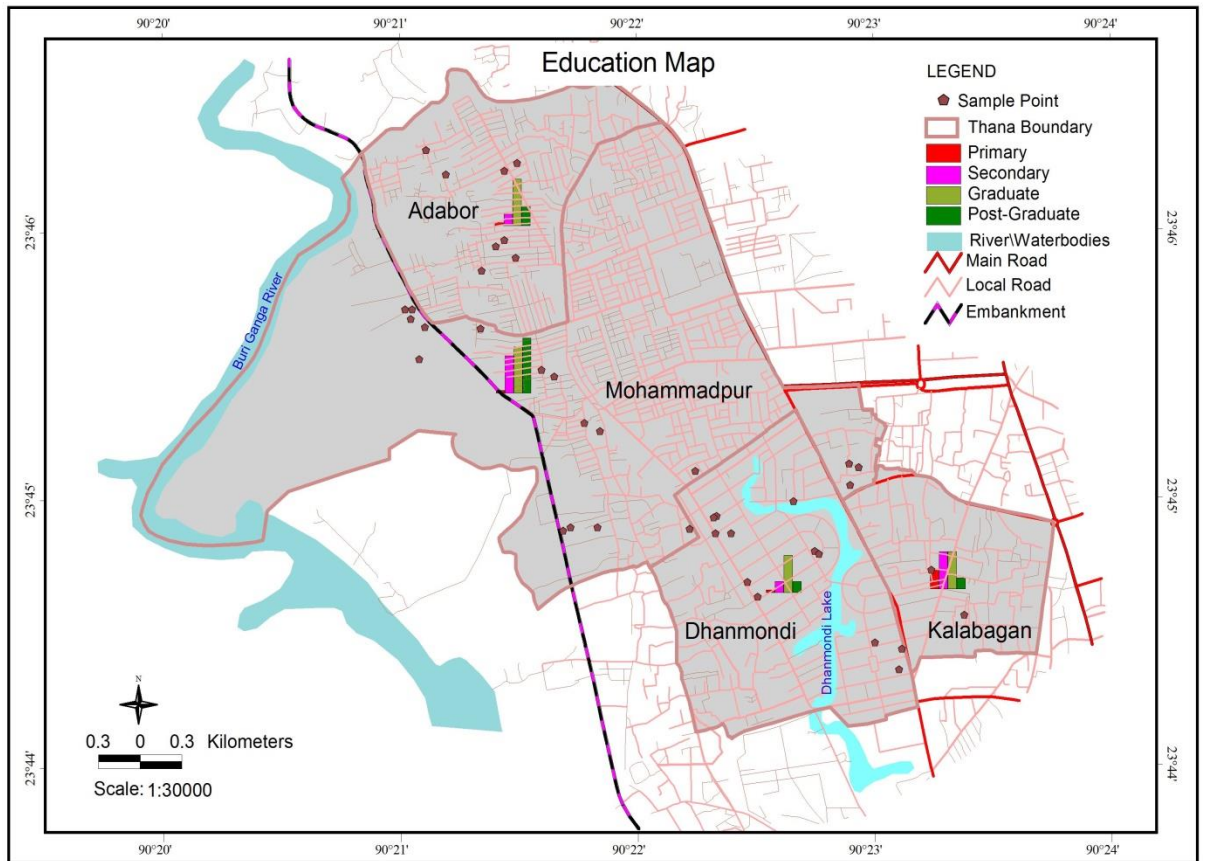 90°20'
90°21'
90°22'
90°23'
90°24'
Education Map
LEGEND
Sample Point
Thana Boundary
Primary
Secondary
Graduate
Post-Graduate
River\Waterbodies
Main Road
Local Road
Embankment
23°46'
23°46'
Adabor
Buri Ganga River
Mohammadpur
23°45'
23°45'
Dhanmondi
Kalabagan
Dhanmondi Lake
N
0.3 0 0.3 Kilometers
Scale: 1:30000
23°44'
23°44'
90°20'
90°21'
90°22'
90°23'
90°24'